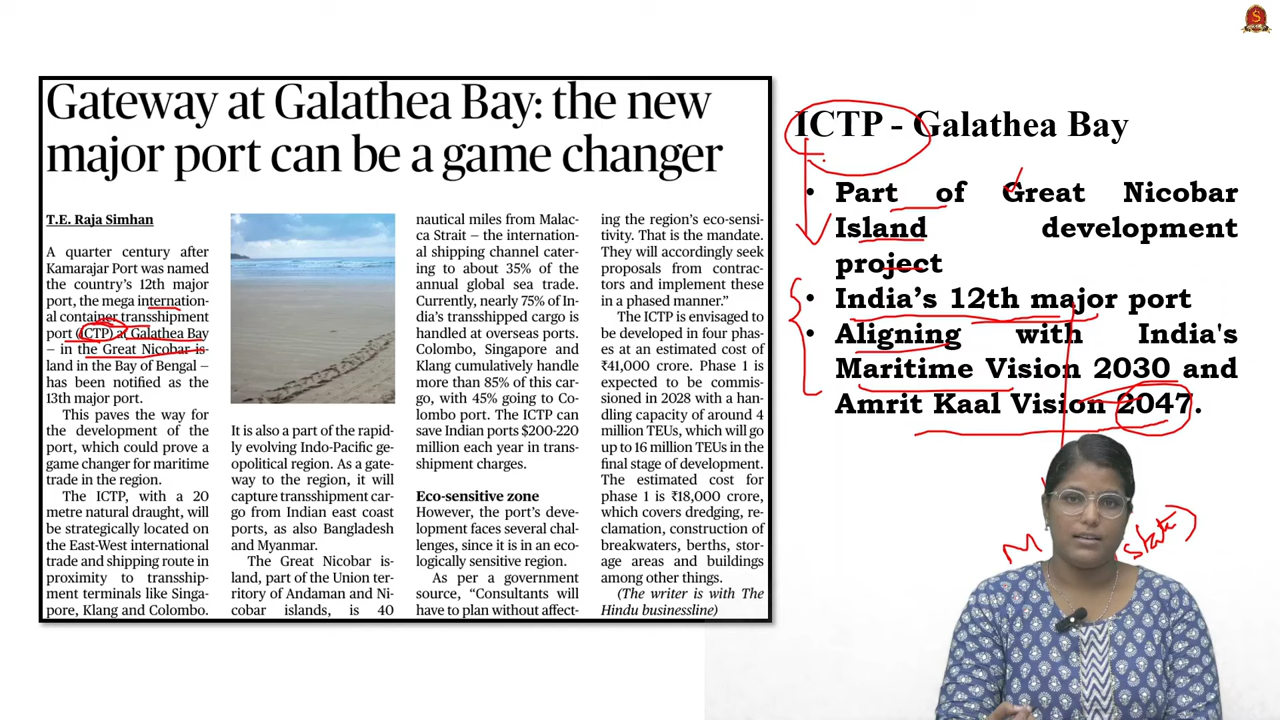 Gateway at Galathea Bay: the new
major port can be a game changer
T.E. Raja Simhan
A quarter century after
Kamarajar Port was named
the country's 12th major
port, the mega internation-
al container transshipment
port (ICTP) at Galathea Bay
– in the Great Nicobar is-
land in the Bay of Bengal –
has been notified as the
13th major port.
This paves the way for
the development of the
port, which could prove a
game changer for maritime
trade in the region.
The ICTP, with a 20
metre natural draught, will
be strategically located on
the East-West international
trade and shipping route in
proximity to transship-
ment terminals like Singa-
pore, Klang and Colombo.
It is also a part of the rapid-
ly evolving Indo-Pacific ge-
opolitical region. As a gate-
way to the region, it will
capture transshipment car-
go from Indian east coast
ports, as also Bangladesh
and Myanmar.
The Great Nicobar is-
land, part of the Union ter-
ritory of Andaman and Ni-
cobar islands, is 40
nautical miles from Malac-
ca Strait – the internation-
al shipping channel cater-
ing to about 35% of the
annual global sea trade.
Currently, nearly 75% of In-
dia's transshipped cargo is
handled at overseas ports.
Colombo, Singapore and
Klang cumulatively handle
more than 85% of this car-
go, with 45% going to Co-
lombo port. The ICTP can
save Indian ports $200-220
million each year in trans-
shipment charges.
Eco-sensitive zone
However, the port's deve-
lopment faces several chal-
lenges, since it is in an eco-
logically sensitive region.
As per a government
source, "Consultants will
have to plan without affect-
ing the region's eco-sensi-
tivity. That is the mandate.
They will accordingly seek
proposals from contrac-
tors and implement these
in a phased manner."
The ICTP is envisaged to
be developed in four phas-
es at an estimated cost of
₹41,000 crore. Phase 1 is
expected to be commis-
sioned in 2028 with a han-
dling capacity of around 4
million TEUs, which will go
up to 16 million TEUs in the
final stage of development.
The estimated cost for
phase 1 is ₹18,000 crore,
which covers dredging, re-
clamation, construction of
breakwaters, berths, stor-
age areas and buildings
among other things.
(The writer is with The
Hindu businessline)
ICTP - Galathea Bay
• Part of Great Nicobar
Island development
project
• India's 12th major port
• Aligning with India's
Maritime Vision 2030 and
Amrit Kaal Vision 2047.
M
state)